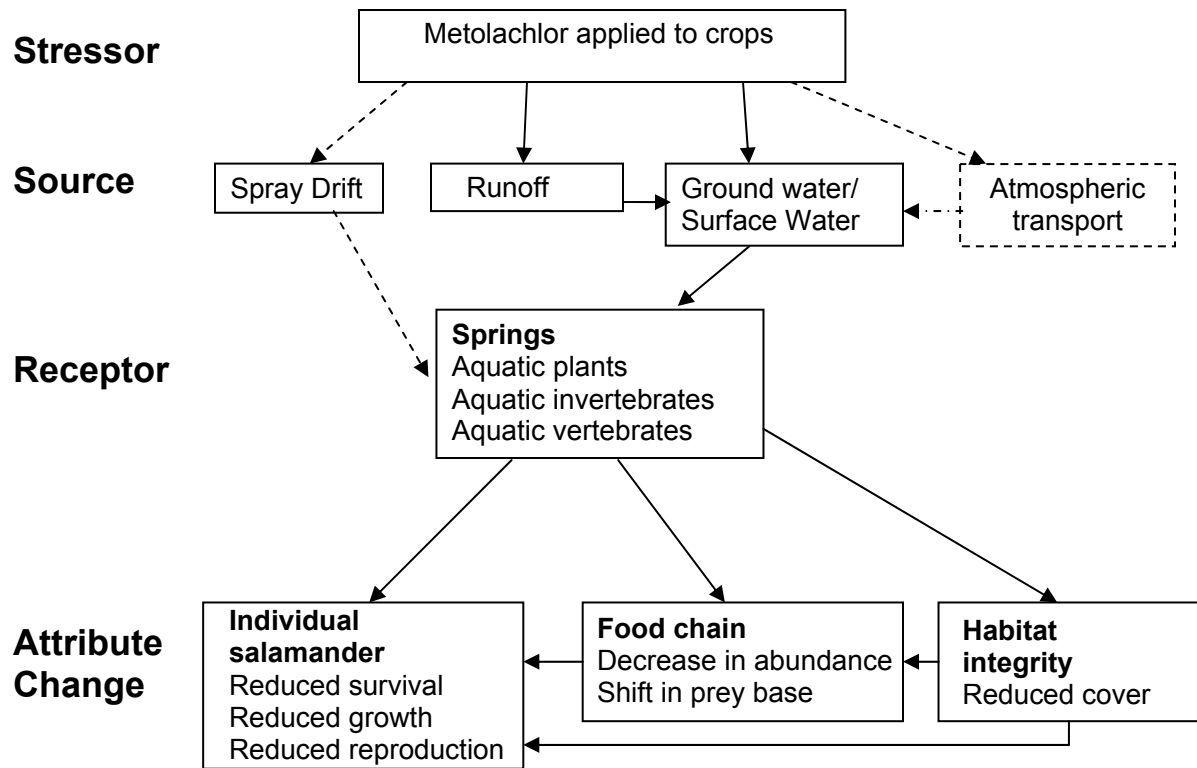 Stressor
Metolachlor applied to crops
Source
Spray Drift
Runoff
Ground water/
Surface Water
Atmospheric
transport
Receptor
Springs
Aquatic plants
Aquatic invertebrates
Aquatic vertebrates
Attribute
Change
Individual
salamander
Reduced survival
Reduced growth
Reduced reproduction
Food chain
Decrease in abundance
Shift in prey base
Habitat
integrity
Reduced cover